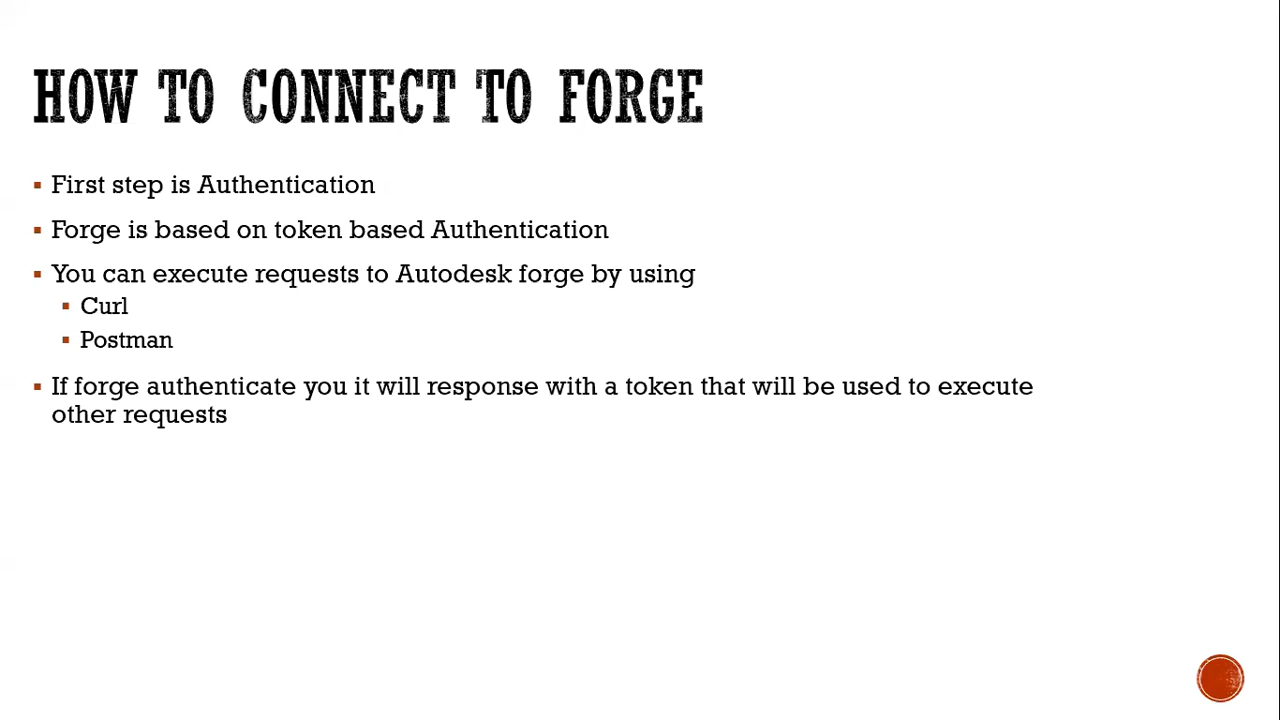 HOW TO CONNECT TO FORGE
▪ First step is Authentication
▪ Forge is based on token based Authentication
▪ You can execute requests to Autodesk forge by using
▪ Curl
▪ Postman
▪ If forge authenticate you it will response with a token that will be used to execute
other requests